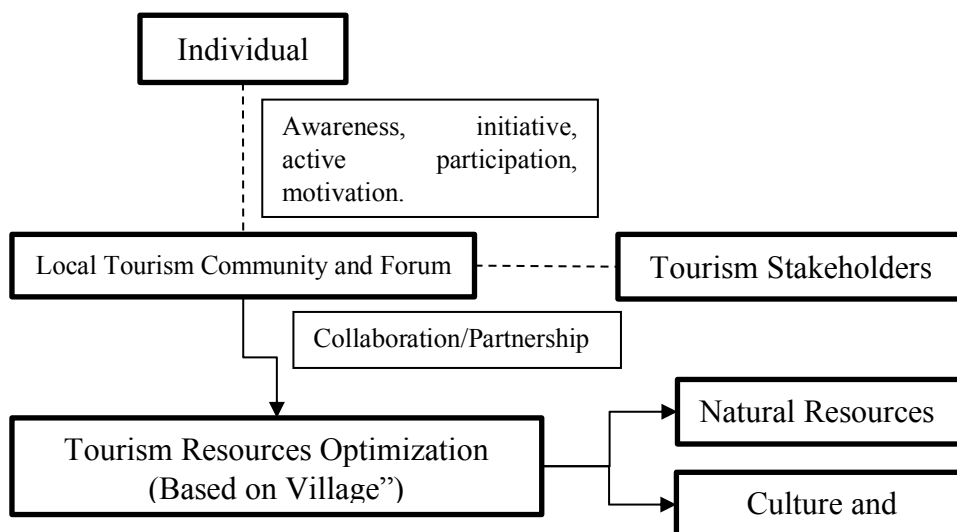 Individual
Awareness, initiative,
active participation,
motivation.
Local Tourism Community and Forum
Tourism Stakeholders
Collaboration/Partnership
Natural Resources
Tourism Resources Optimization
(Based on Village”)
Culture and